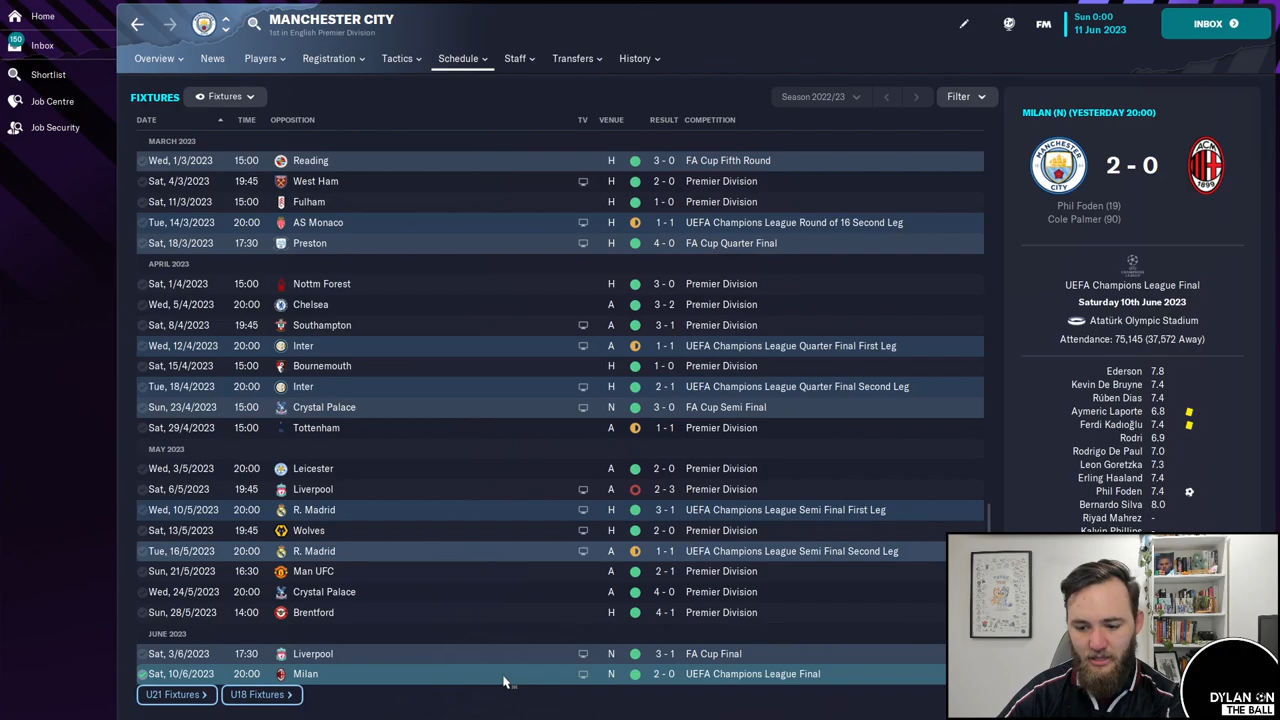 Home
150
Inbox
Shortlist
Job Centre
Job Security
MANCHESTER CITY
1st in English Premier Division
FM
Sun 0:00
11 Jun 2023
INBOX
Overview
News
Players
Registration
Tactics
Schedule
Staff
Transfers
History
FIXTURES
Fixtures
Season 2022/23
Filter
DATE TIME OPPOSITION TV VENUE RESULT COMPETITION
MARCH 2023
Wed, 1/3/2023 15:00 Reading H 3 - 0 FA Cup Fifth Round
Sat, 4/3/2023 19:45 West Ham H 2 - 0 Premier Division
Sat, 11/3/2023 15:00 Fulham H 1 - 0 Premier Division
Tue, 14/3/2023 20:00 AS Monaco H 1 - 1 UEFA Champions League Round of 16 Second Leg
Sat, 18/3/2023 17:30 Preston H 4 - 0 FA Cup Quarter Final
APRIL 2023
Sat, 1/4/2023 15:00 Nottm Forest H 3 - 0 Premier Division
Wed, 5/4/2023 20:00 Chelsea A 3 - 2 Premier Division
Sat, 8/4/2023 19:45 Southampton A 3 - 1 Premier Division
Wed, 12/4/2023 20:00 Inter A 1 - 1 UEFA Champions League Quarter Final First Leg
Sat, 15/4/2023 15:00 Bournemouth H 1 - 0 Premier Division
Tue, 18/4/2023 20:00 Inter H 2 - 1 UEFA Champions League Quarter Final Second Leg
Sun, 23/4/2023 15:00 Crystal Palace N 3 - 0 FA Cup Semi Final
Sat, 29/4/2023 15:00 Tottenham A 1 - 1 Premier Division
MAY 2023
Wed, 3/5/2023 20:00 Leicester A 2 - 0 Premier Division
Sat, 6/5/2023 19:45 Liverpool A 2 - 3 Premier Division
Wed, 10/5/2023 20:00 R. Madrid H 3 - 1 UEFA Champions League Semi Final First Leg
Sat, 13/5/2023 19:45 Wolves H 2 - 0 Premier Division
Tue, 16/5/2023 20:00 R. Madrid A 1 - 1 UEFA Champions League Semi Final Second Leg
Sun, 21/5/2023 16:30 Man UFC A 2 - 1 Premier Division
Wed, 24/5/2023 20:00 Crystal Palace A 4 - 0 Premier Division
Sun, 28/5/2023 14:00 Brentford H 4 - 1 Premier Division
JUNE 2023
Sat, 3/6/2023 17:30 Liverpool N 3 - 1 FA Cup Final
Sat, 10/6/2023 20:00 Milan N 2 - 0 UEFA Champions League Final
U21 Fixtures
U18 Fixtures
MILAN (N) (YESTERDAY 20:00)
2 - 0
Phil Foden (19)
Cole Palmer (90)
UEFA Champions League Final
Saturday 10th June 2023
Atatürk Olympic Stadium
Attendance: 75,145 (37,572 Away)
Ederson 7.8
Kevin De Bruyne 7.4
Rúben Dias 7.4
Aymeric Laporte 6.8
Ferdi Kadıoğlu 7.4
Rodri 6.9
Rodrigo De Paul 7.0
Leon Goretzka 7.3
Erling Haaland 7.4
Phil Foden 7.4
Bernardo Silva 8.0
Riyad Mahrez -
Kalvin Phillips
DYLAN ON
THE BALL